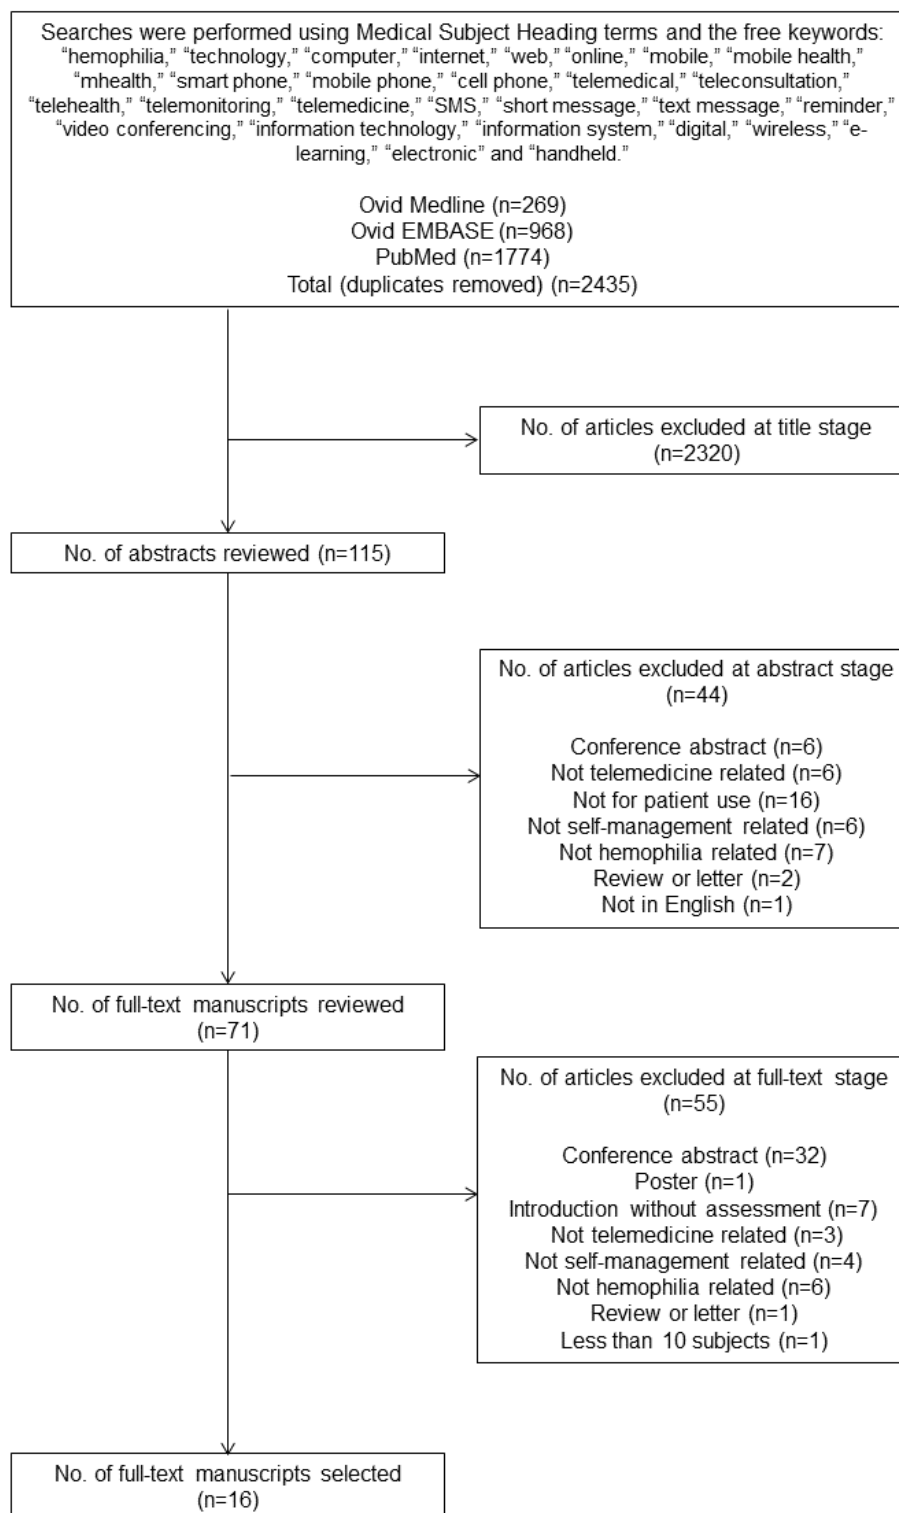 Searches were performed using Medical Subject Heading terms and the free keywords:
“hemophilia,” “technology,” “computer,” “internet,” “web,” “online,” “mobile,” “mobile health,”
“mhealth,” “smart phone,” “mobile phone,” “cell phone,” “telemedical,” “teleconsultation,”
“telehealth,” “telemonitoring,” “telemedicine,” “SMS,” “short message,” “text message,” “reminder,”
“video conferencing,” “information technology,” “information system,” “digital,” “wireless,” “e-
learning,” “electronic” and “handheld.”
Ovid Medline (n=269)
Ovid EMBASE (n=968)
PubMed (n=1774)
Total (duplicates removed) (n=2435)
No. of articles excluded at title stage
(n=2320)
No. of abstracts reviewed (n=115)
No. of articles excluded at abstract stage
(n=44)
Conference abstract (n=6)
Not telemedicine related (n=6)
Not for patient use (n=16)
Not self-management related (n=6)
Not hemophilia related (n=7)
Review or letter (n=2)
Not in English (n=1)
No. of full-text manuscripts reviewed
(n=71)
No. of articles excluded at full-text stage
(n=55)
Conference abstract (n=32)
Poster (n=1)
Introduction without assessment (n=7)
Not telemedicine related (n=3)
Not self-management related (n=4)
Not hemophilia related (n=6)
Review or letter (n=1)
Less than 10 subjects (n=1)
No. of full-text manuscripts selected
(n=16)